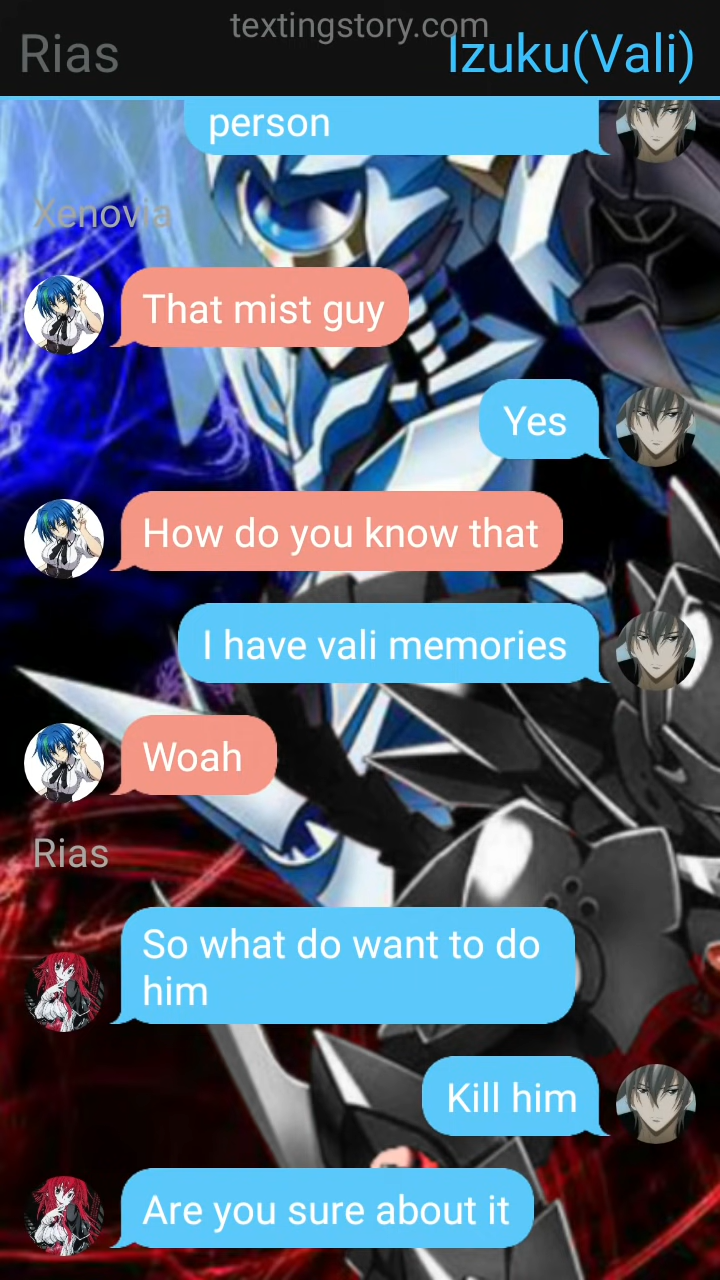 textingstory.com
Rias
Izuku(Vali)
person
Xenovia
That mist guy
Yes
How do you know that
I have vali memories
Woah
Rias
So what do want to do
him
Kill him
Are you sure about it